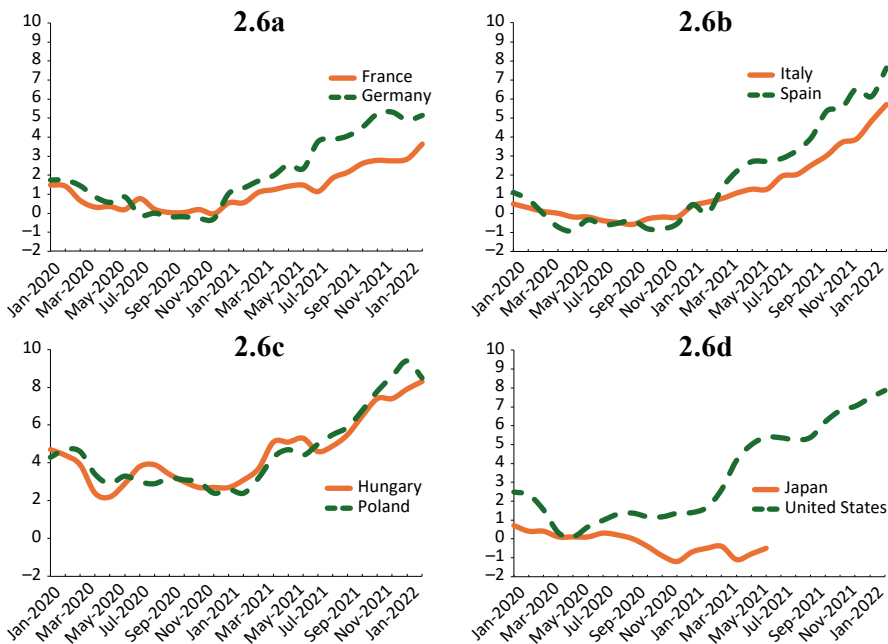 2.6a
10
9
8
7
6
5
4
3
2
1
0
–1
–2
France
Germany
Jan-2020
Mar-2020
May-2020
Jul-2020
Sep-2020
Nov-2020
Jan-2021
Mar-2021
May-2021
Jul-2021
Sep-2021
Nov-2021
Jan-2022
2.6b
10
9
8
7
6
5
4
3
2
1
0
–1
–2
Italy
Spain
Jan-2020
Mar-2020
May-2020
Jul-2020
Sep-2020
Nov-2020
Jan-2021
Mar-2021
May-2021
Jul-2021
Sep-2021
Nov-2021
Jan-2022
2.6c
10
8
6
4
2
0
–2
Hungary
Poland
Jan-2020
Mar-2020
May-2020
Jul-2020
Sep-2020
Nov-2020
Jan-2021
Mar-2021
May-2021
Jul-2021
Sep-2021
Nov-2021
Jan-2022
2.6d
10
9
8
7
6
5
4
3
2
1
0
–1
–2
Japan
United States
Jan-2020
Mar-2020
May-2020
Jul-2020
Sep-2020
Nov-2020
Jan-2021
Mar-2021
May-2021
Jul-2021
Sep-2021
Nov-2021
Jan-2022